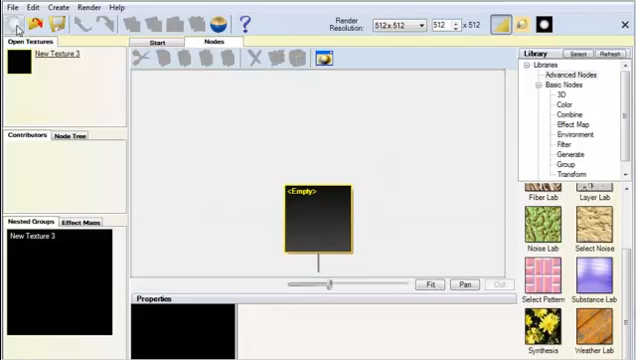 File Edit Create Render Help
Render Resolution: 512 x 512 512 x 512
Open Textures
New Texture 3
Start Nodes
Library Select Refresh
Libraries
Advanced Nodes
Basic Nodes
3D
Color
Combine
Effect Map
Environment
Filter
Generate
Group
Transform
Contributors Node Tree
<Empty>
Fiber Lab Layer Lab
Noise Lab Select Noise
Select Pattern Substance Lab
Synthesis Weather Lab
Nested Groups Effect Maps
New Texture 3
Fit Pan Out
Properties